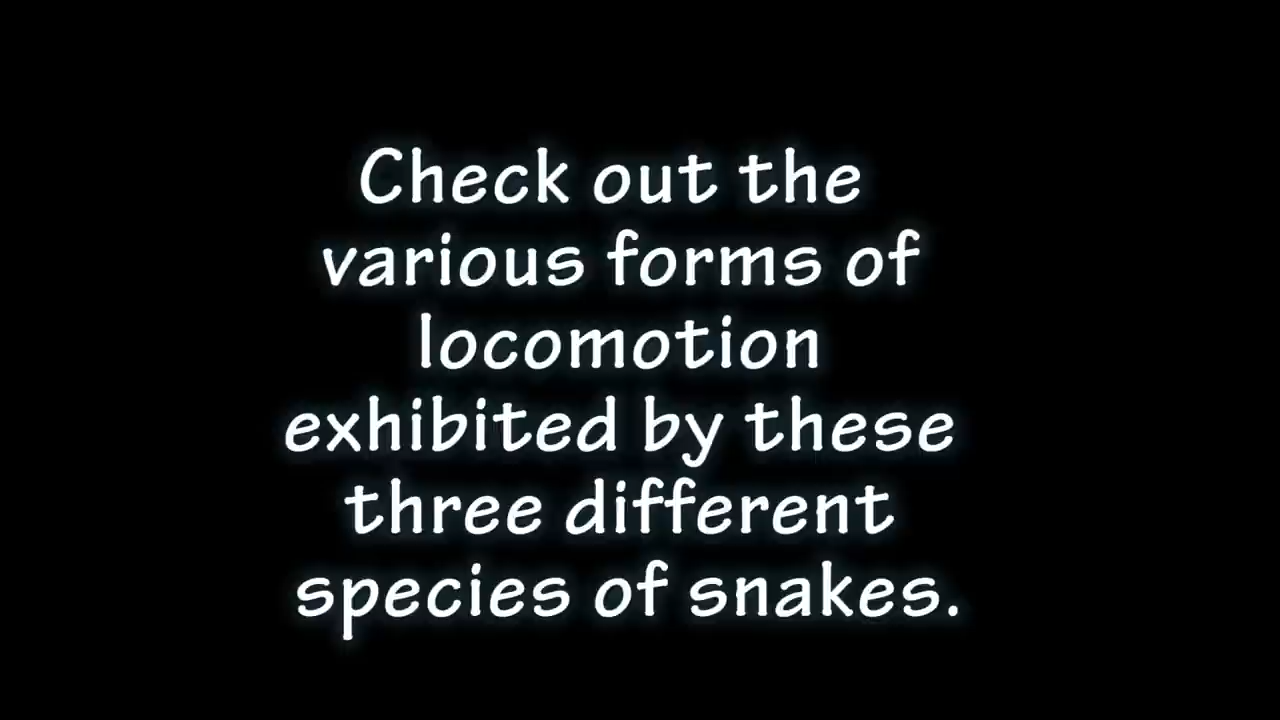 Check out the
various forms of
locomotion
exhibited by these
three different
species of snakes.